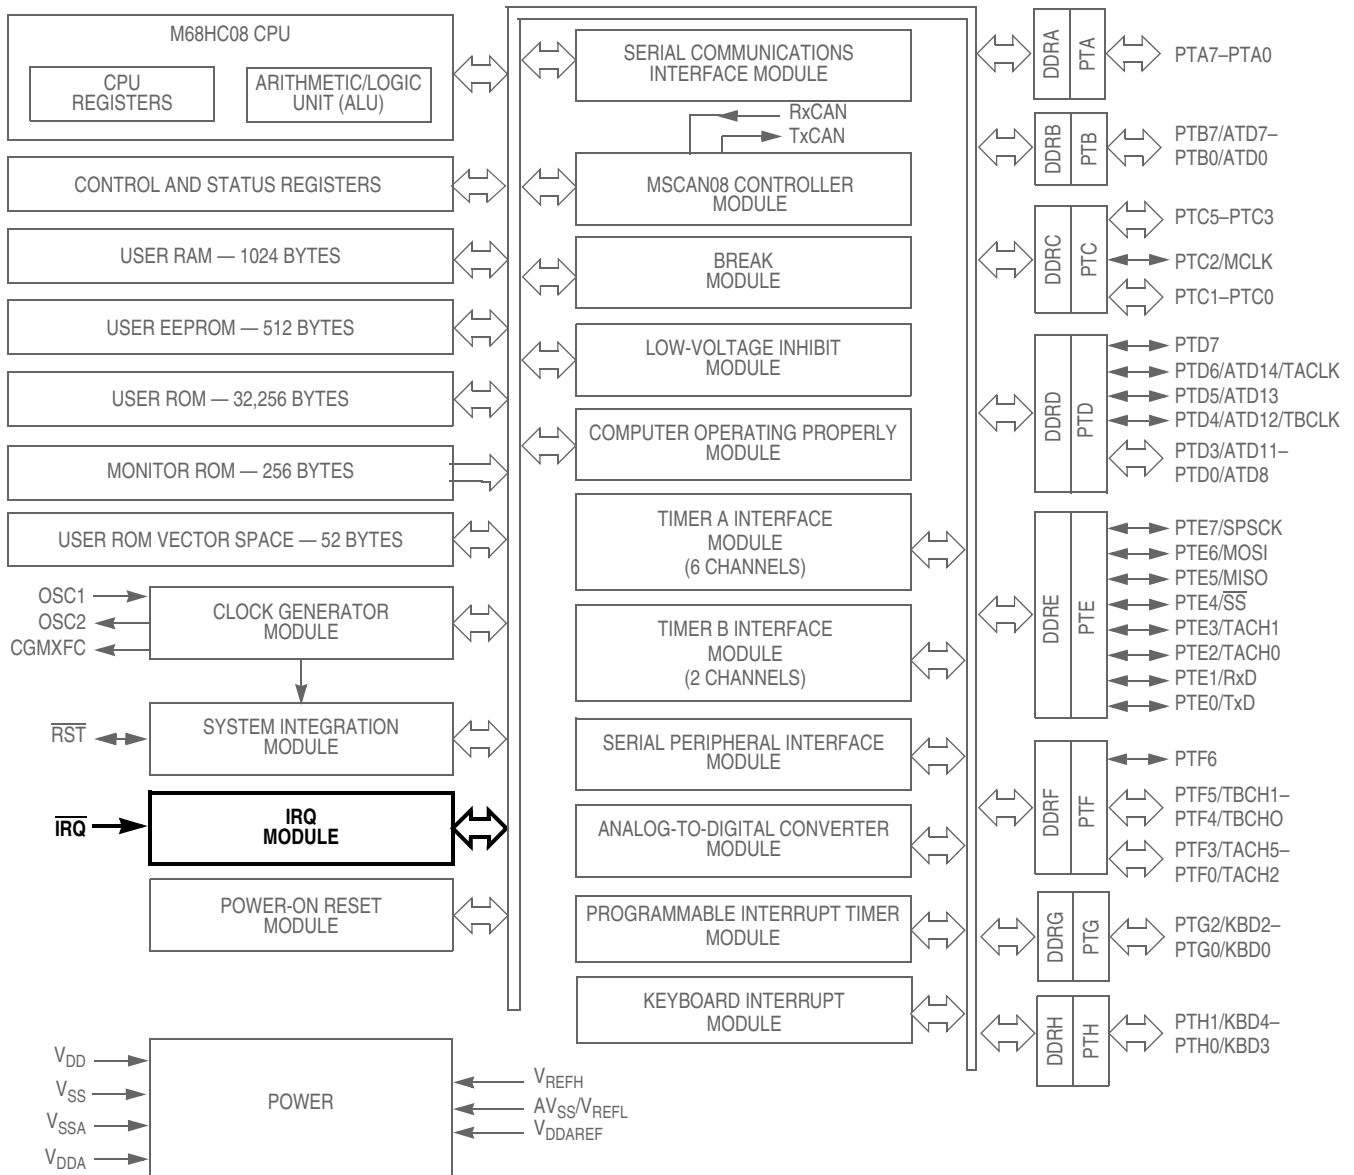 M68HC08 CPU
CPU
REGISTERS
ARITHMETIC/LOGIC
UNIT (ALU)
CONTROL AND STATUS REGISTERS
USER RAM — 1024 BYTES
USER EEPROM — 512 BYTES
USER ROM — 32,256 BYTES
MONITOR ROM — 256 BYTES
USER ROM VECTOR SPACE — 52 BYTES
OSC1
OSC2
CGMXFC
CLOCK GENERATOR
MODULE
RST
SYSTEM INTEGRATION
MODULE
IRQ
IRQ
MODULE
POWER-ON RESET
MODULE
VDD
VSS
VSSA
VDDA
POWER
VREFH
AVSS/VREFL
VDDAREF
SERIAL COMMUNICATIONS
INTERFACE MODULE
RxCAN
TxCAN
MSCAN08 CONTROLLER
MODULE
BREAK
MODULE
LOW-VOLTAGE INHIBIT
MODULE
COMPUTER OPERATING PROPERLY
MODULE
TIMER A INTERFACE
MODULE
(6 CHANNELS)
TIMER B INTERFACE
MODULE
(2 CHANNELS)
SERIAL PERIPHERAL INTERFACE
MODULE
ANALOG-TO-DIGITAL CONVERTER
MODULE
PROGRAMMABLE INTERRUPT TIMER
MODULE
KEYBOARD INTERRUPT
MODULE
DDRA
PTA
PTA7–PTA0
DDRB
PTB
PTB7/ATD7–
PTB0/ATD0
DDRC
PTC
PTC5–PTC3
PTC2/MCLK
PTC1–PTC0
DDRD
PTD
PTD7
PTD6/ATD14/TACLK
PTD5/ATD13
PTD4/ATD12/TBCLK
PTD3/ATD11–
PTD0/ATD8
DDRE
PTE
PTE7/SPSCK
PTE6/MOSI
PTE5/MISO
PTE4/SS
PTE3/TACH1
PTE2/TACH0
PTE1/RxD
PTE0/TxD
DDRF
PTF
PTF6
PTF5/TBCH1–
PTF4/TBCHO
PTF3/TACH5–
PTF0/TACH2
DDRG
PTG
PTG2/KBD2–
PTG0/KBD0
DDRH
PTH
PTH1/KBD4–
PTH0/KBD3